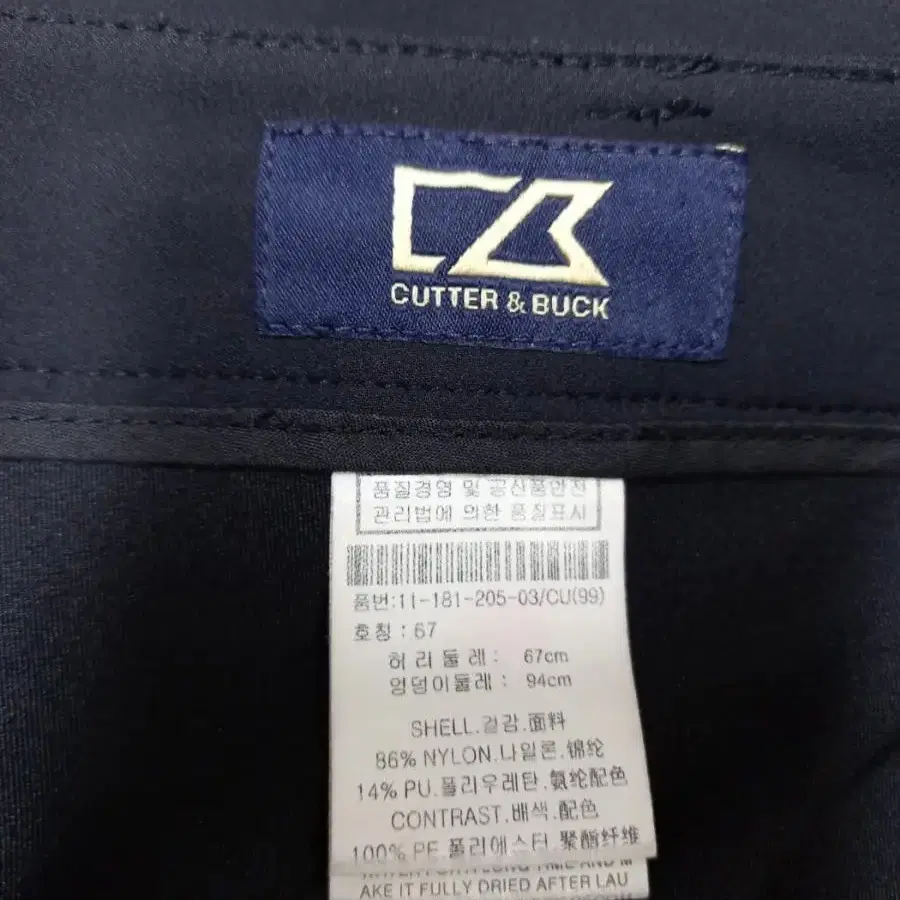 CUTTER & BUCK
품질경영 및 공산품안전
관리법에 의한 품질표시
품번:11-181-205-03/CU(99)
호칭 : 67
허리둘레 : 67cm
엉덩이둘레 : 94cm
SHELL.겉감.面料
86% NYLON.나일론.锦纶
14% PU.폴리우레탄.氨纶配色
CONTRAST.배색.配色
100% PE.폴리에스터.聚酯纤维
AKE IT FULLY DRIED AFTER LAU